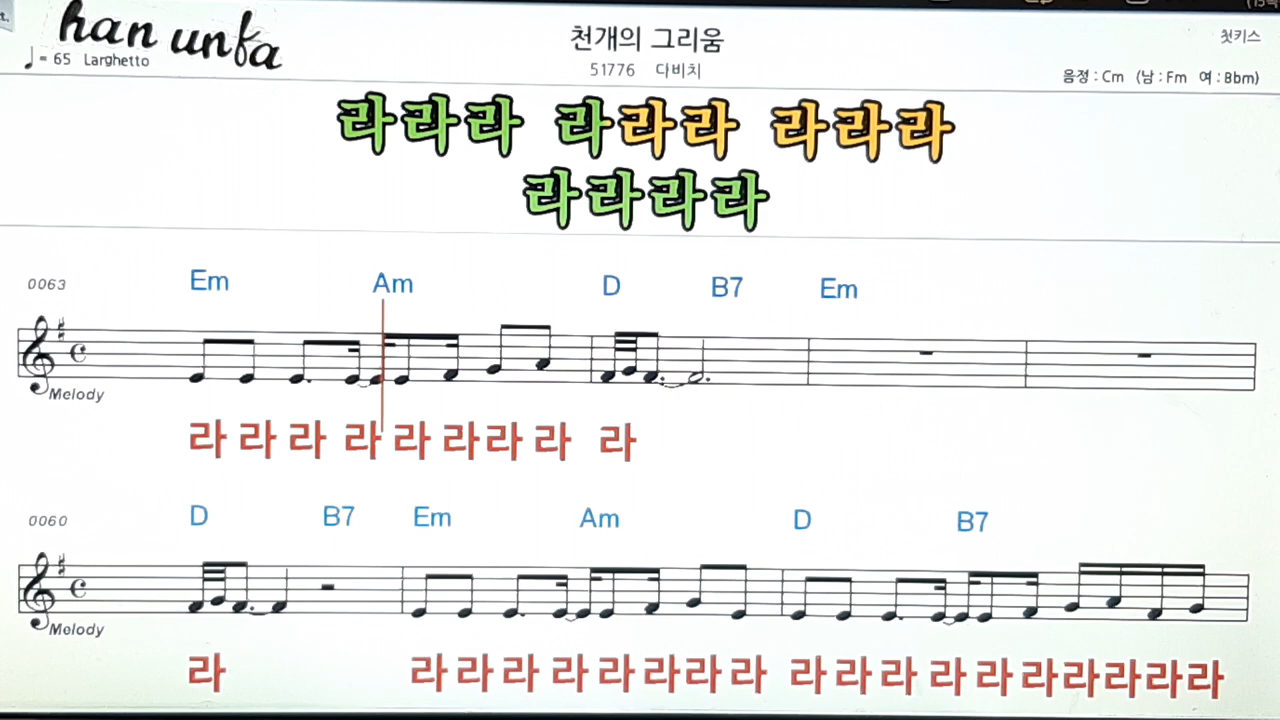 han unfa
천개의 그리움
첫키스
♩= 65 Larghetto
51776 다비치
음정 : Cm (남 : Fm 여 : Bbm)
라라라 라라라 라라라
라라라라
0063
Em Am D B7 Em
Melody
라 라 라 라 라 라 라 라 라
0060
D B7 Em Am D B7
Melody
라 라 라 라 라 라 라 라 라 라 라 라 라 라 라 라 라 라 라